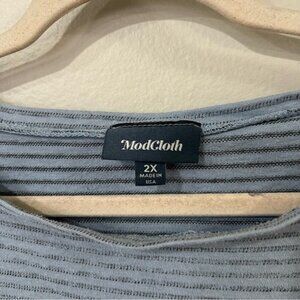 ModCloth
2X
MADE IN
USA